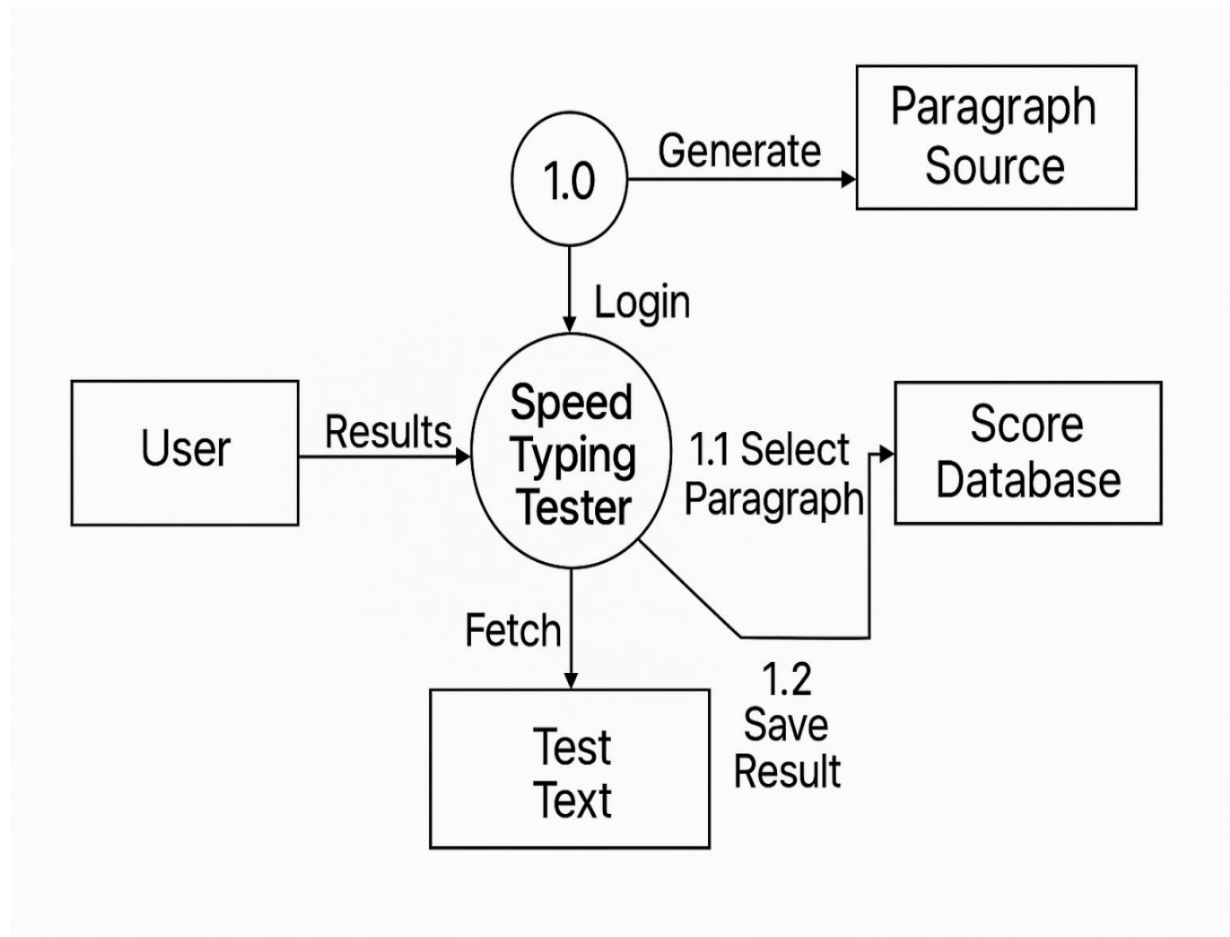 Paragraph
Source
1.0
Generate
Login
User
Results
Speed
Typing
Tester
1.1 Select
Paragraph
Score
Database
Fetch
1.2
Save
Result
Test
Text